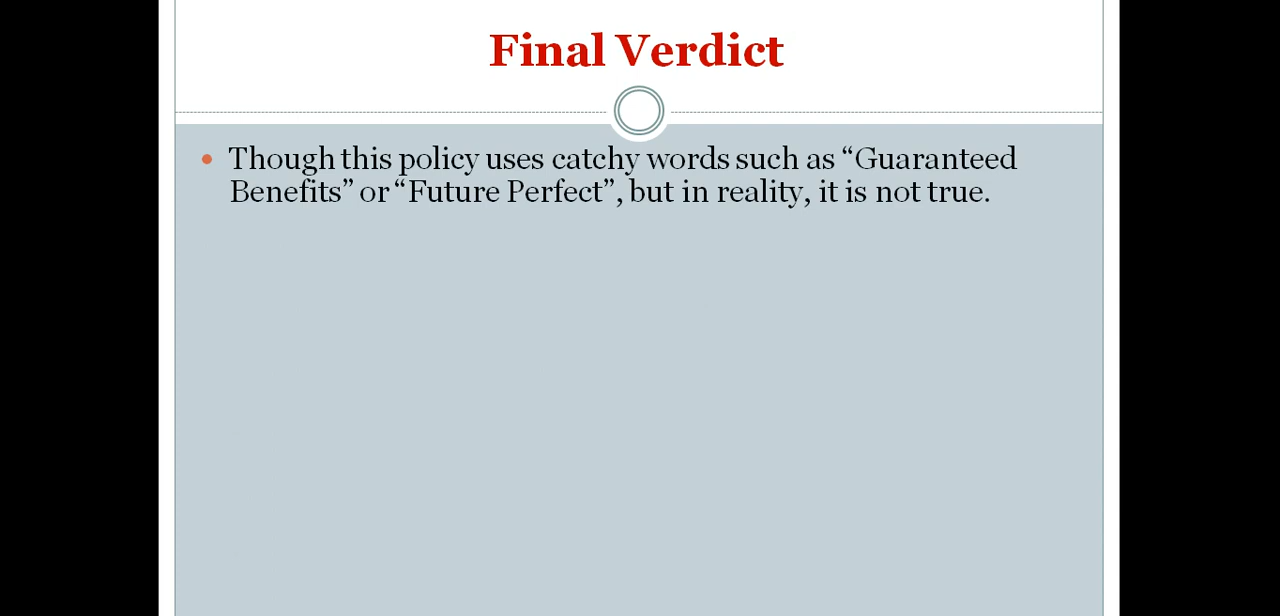 Final Verdict
• Though this policy uses catchy words such as “Guaranteed
Benefits” or “Future Perfect”, but in reality, it is not true.